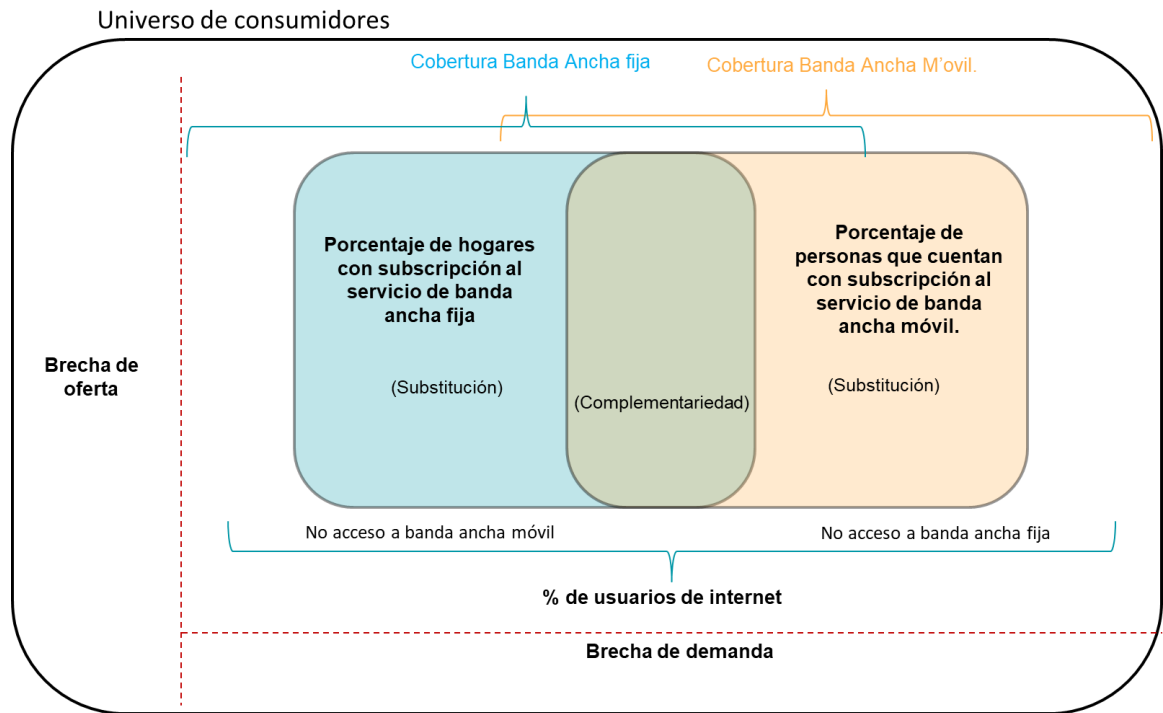 Universo de consumidores
Cobertura Banda Ancha fija
Cobertura Banda Ancha M'ovil.
Porcentaje de hogares
con subscripción al
servicio de banda
ancha fija
(Substitución)
(Complementariedad)
Porcentaje de
personas que cuentan
con subscripción al
servicio de banda
ancha móvil.
(Substitución)
Brecha de
oferta
No acceso a banda ancha móvil
No acceso a banda ancha fija
% de usuarios de internet
Brecha de demanda